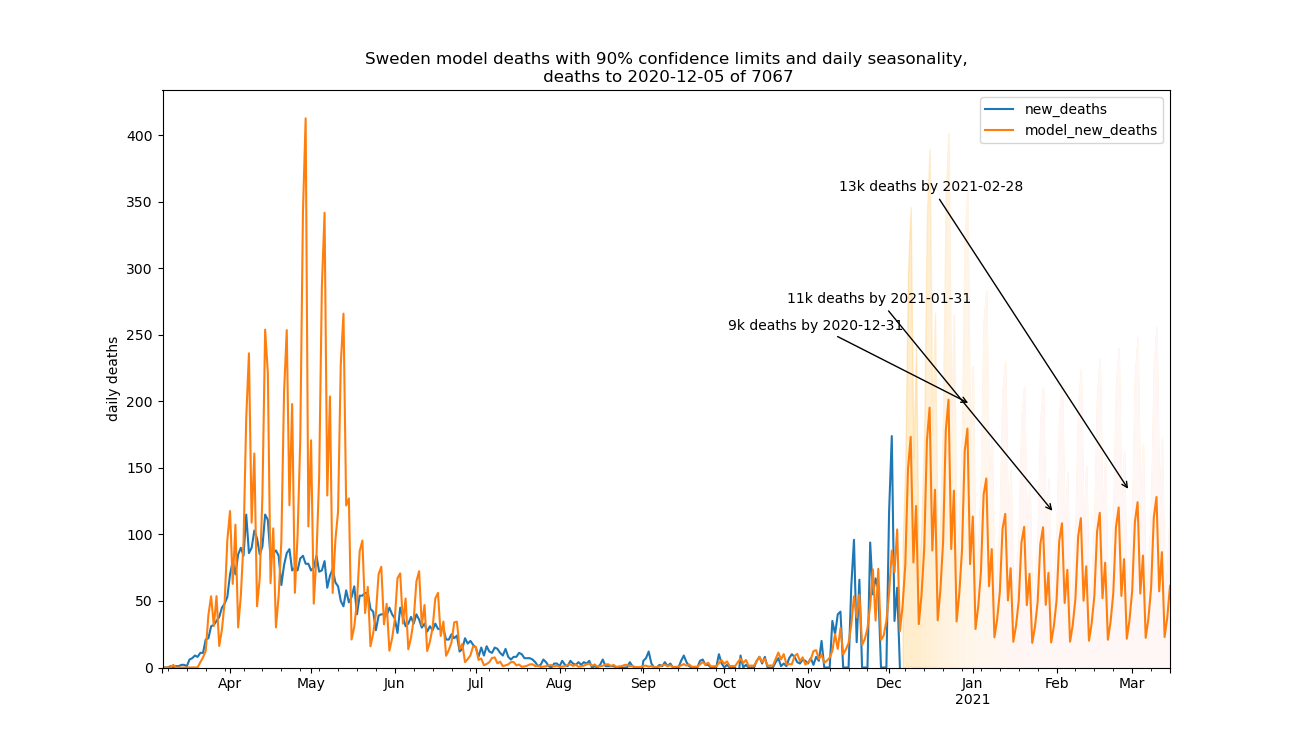 Sweden model deaths with 90% confidence limits and daily seasonality,
deaths to 2020-12-05 of 7067
new_deaths
model_new_deaths
400
350
300
250
200
150
100
50
0
daily deaths
13k deaths by 2021-02-28
11k deaths by 2021-01-31
9k deaths by 2020-12-31
Apr May Jun Jul Aug Sep Oct Nov Dec Jan Feb Mar
2021